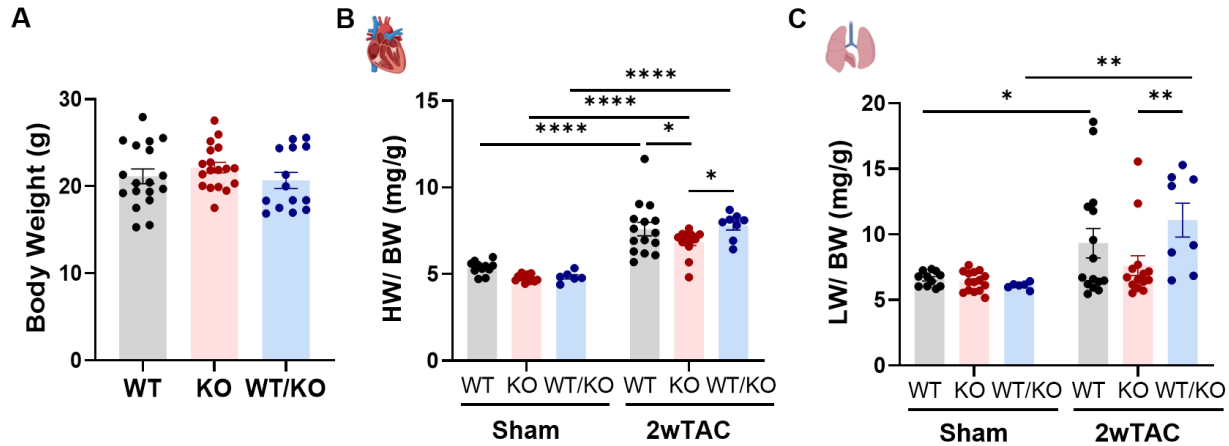 A
Body Weight (g)
30
20
10
0
WT KO WT/KO
B
HW/ BW (mg/g)
15
10
5
0
****
****
****
*
*
WT KO WT/KO WT KO WT/KO
Sham 2wTAC
C
LW/ BW (mg/g)
20
15
10
5
0
**
*
**
WT KO WT/KO WT KO WT/KO
Sham 2wTAC